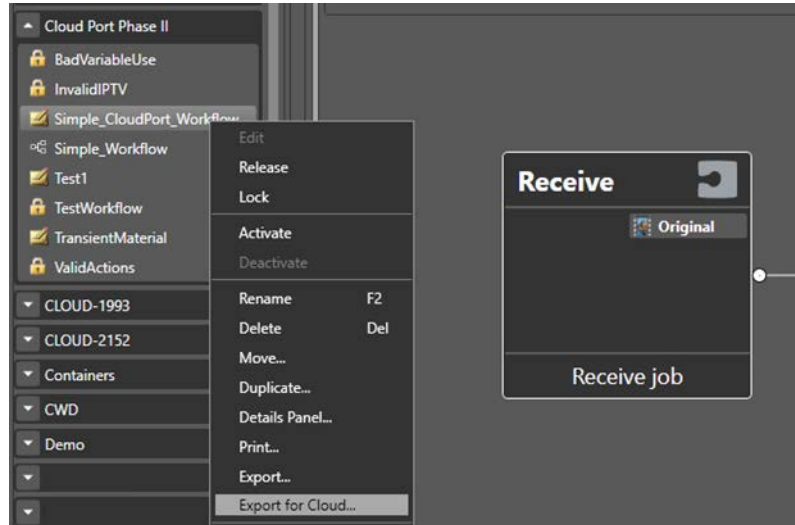 Cloud Port Phase II
BadVariableUse
InvalidIPTV
Simple_CloudPort_Workflow
Simple_Workflow
Test1
TestWorkflow
TransientMaterial
ValidActions
CLOUD-1993
CLOUD-2152
Containers
CWD
Demo
Edit
Release
Lock
Activate
Deactivate
Rename F2
Delete Del
Move...
Duplicate...
Details Panel...
Print...
Export...
Export for Cloud...
Receive
Original
Receive job